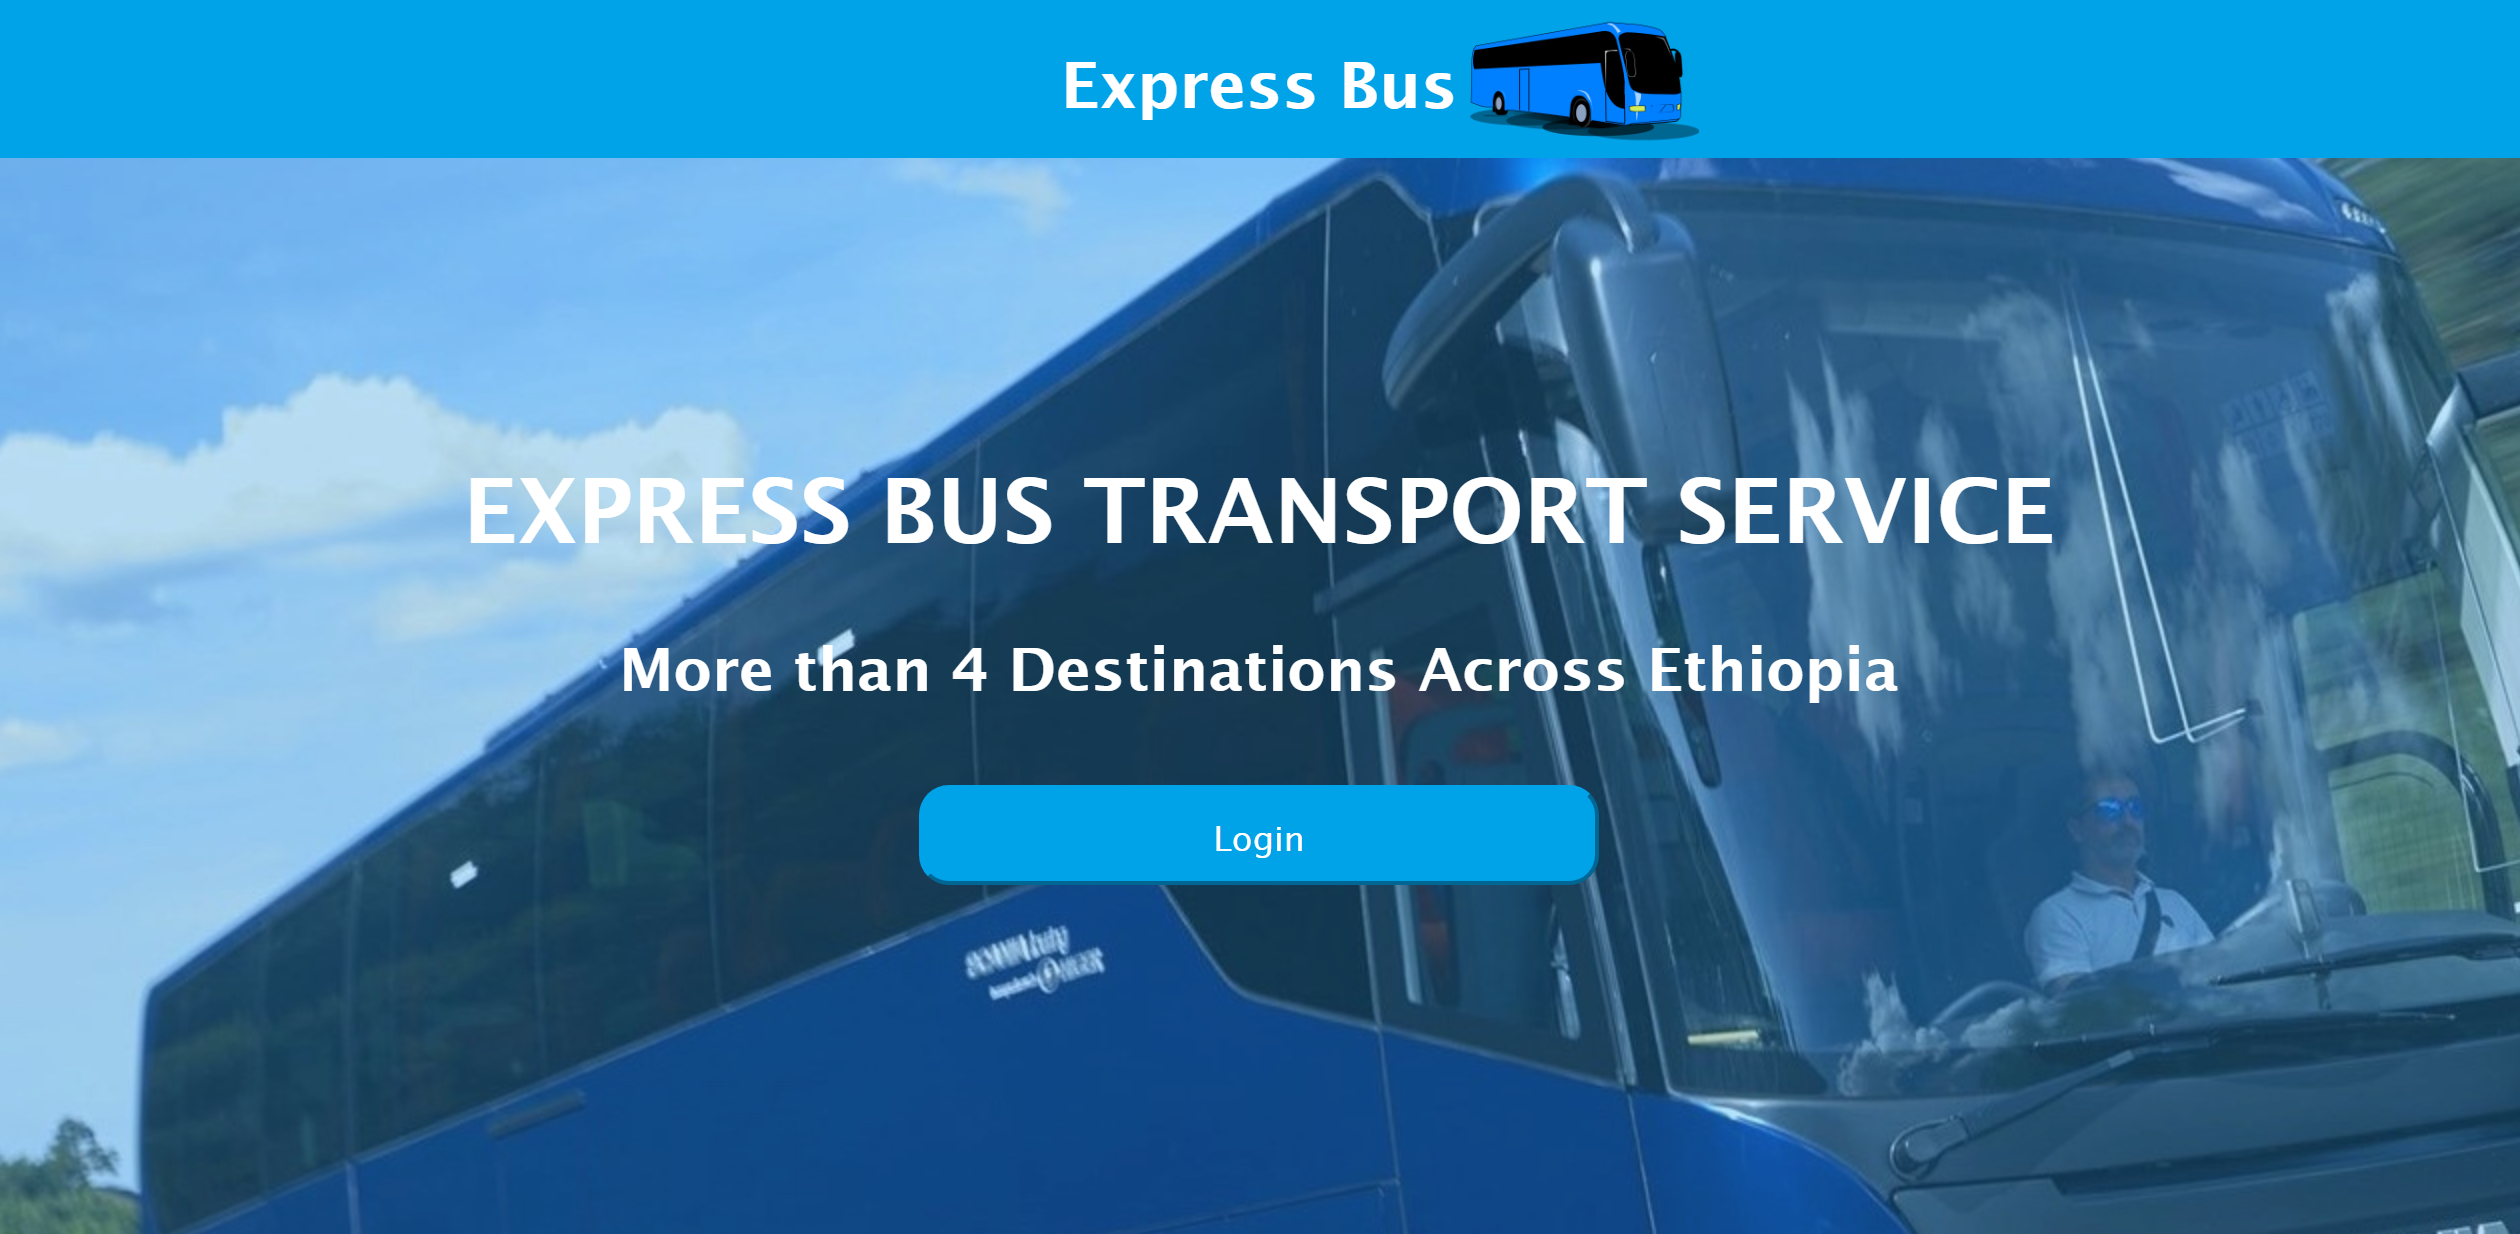 Express Bus
EXPRESS BUS TRANSPORT SERVICE
More than 4 Destinations Across Ethiopia
Login